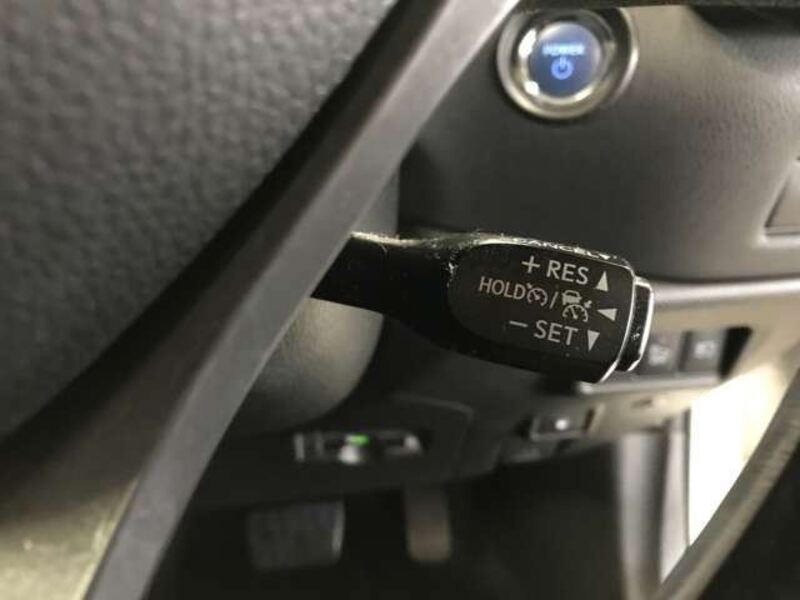 POWER
CANCEL
+ RES ▲
HOLD / ◀
− SET ▼